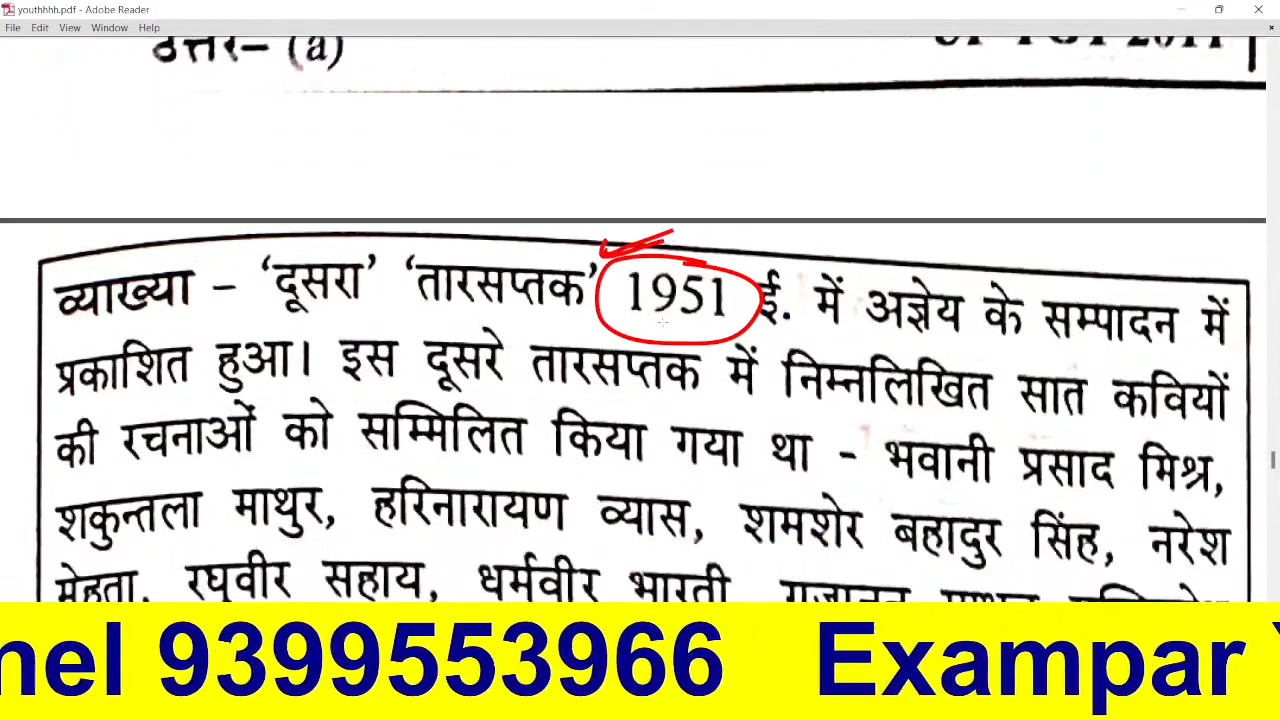 youthhhh.pdf - Adobe Reader
File Edit View Window Help
उत्तर– (a)
व्याख्या – ‘दूसरा’ ‘तारसप्तक’ 1951 ई. में अज्ञेय के सम्पादन में
प्रकाशित हुआ। इस दूसरे तारसप्तक में निम्नलिखित सात कवियों
की रचनाओं को सम्मिलित किया गया था - भवानी प्रसाद मिश्र,
शकुन्तला माथुर, हरिनारायण व्यास, शमशेर बहादुर सिंह, नरेश
मेहता, रघुवीर सहाय, धर्मवीर भारती
nel 9399553966 Exampar